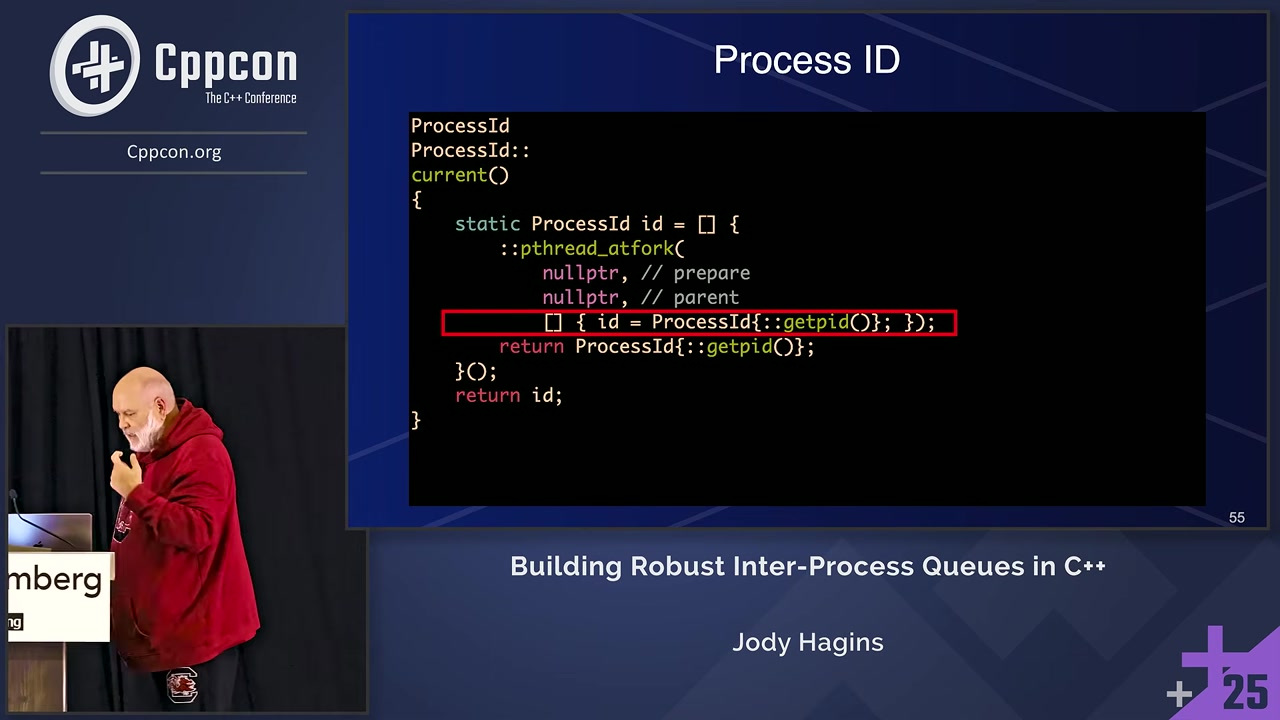 Cppcon
The C++ Conference
Cppcon.org
Process ID
ProcessId
ProcessId::
current()
{
    static ProcessId id = [] {
        ::pthread_atfork(
            nullptr, // prepare
            nullptr, // parent
            [] { id = ProcessId{::getpid()}; });
        return ProcessId{::getpid()};
    }();
    return id;
}
55
mberg
ng
Building Robust Inter-Process Queues in C++
Jody Hagins
25